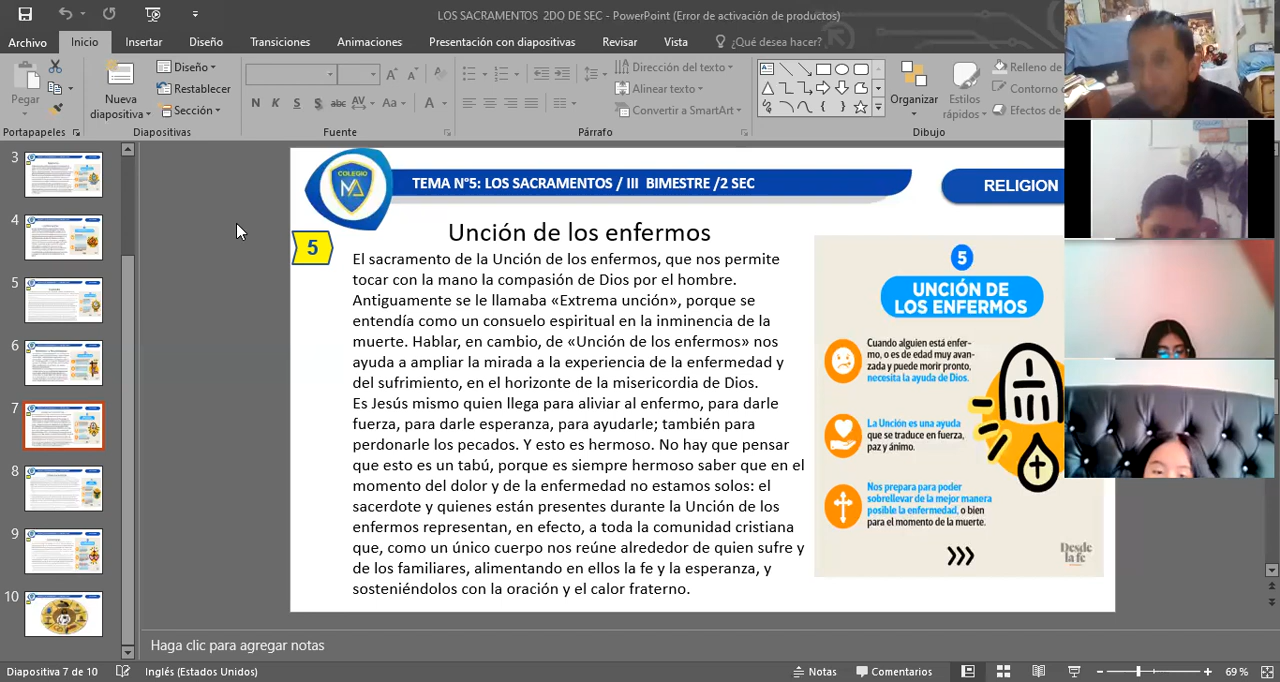 LOS SACRAMENTOS 2DO DE SEC - PowerPoint (Error de activación de productos)
Archivo
Inicio
Insertar
Diseño
Transiciones
Animaciones
Presentación con diapositivas
Revisar
Vista
¿Qué desea hacer?
Pegar
Portapapeles
Nueva
diapositiva
Diseño
Restablecer
Sección
Diapositivas
N K S S abc AV Aa A
Fuente
Dirección del texto
Alinear texto
Convertir a SmartArt
Párrafo
Organizar
Estilos
rápidos
Relleno de
Contorno
Efectos de
Dibujo
3
4
5
6
7
8
9
10
COLEGIO
TEMA N°5: LOS SACRAMENTOS / III BIMESTRE /2 SEC
RELIGION
5
Unción de los enfermos
El sacramento de la Unción de los enfermos, que nos permite
tocar con la mano la compasión de Dios por el hombre.
Antiguamente se le llamaba «Extrema unción», porque se
entendía como un consuelo espiritual en la inminencia de la
muerte. Hablar, en cambio, de «Unción de los enfermos» nos
ayuda a ampliar la mirada a la experiencia de la enfermedad y
del sufrimiento, en el horizonte de la misericordia de Dios.
Es Jesús mismo quien llega para aliviar al enfermo, para darle
fuerza, para darle esperanza, para ayudarle; también para
perdonarle los pecados. Y esto es hermoso. No hay que pensar
que esto es un tabú, porque es siempre hermoso saber que en el
momento del dolor y de la enfermedad no estamos solos: el
sacerdote y quienes están presentes durante la Unción de los
enfermos representan, en efecto, a toda la comunidad cristiana
que, como un único cuerpo nos reúne alrededor de quien sufre y
de los familiares, alimentando en ellos la fe y la esperanza, y
sosteniéndolos con la oración y el calor fraterno.
5
UNCIÓN DE
LOS ENFERMOS
Cuando alguien está enfer-
mo, o es de edad muy avan-
zada y puede morir pronto,
necesita la ayuda de Dios.
La Unción es una ayuda
que se traduce en fuerza,
paz y ánimo.
Nos prepara para poder
sobrellevar de la mejor manera
posible la enfermedad, o bien
para el momento de la muerte.
Desde
la fe
Haga clic para agregar notas
Diapositiva 7 de 10
Inglés (Estados Unidos)
Notas
Comentarios
69 %